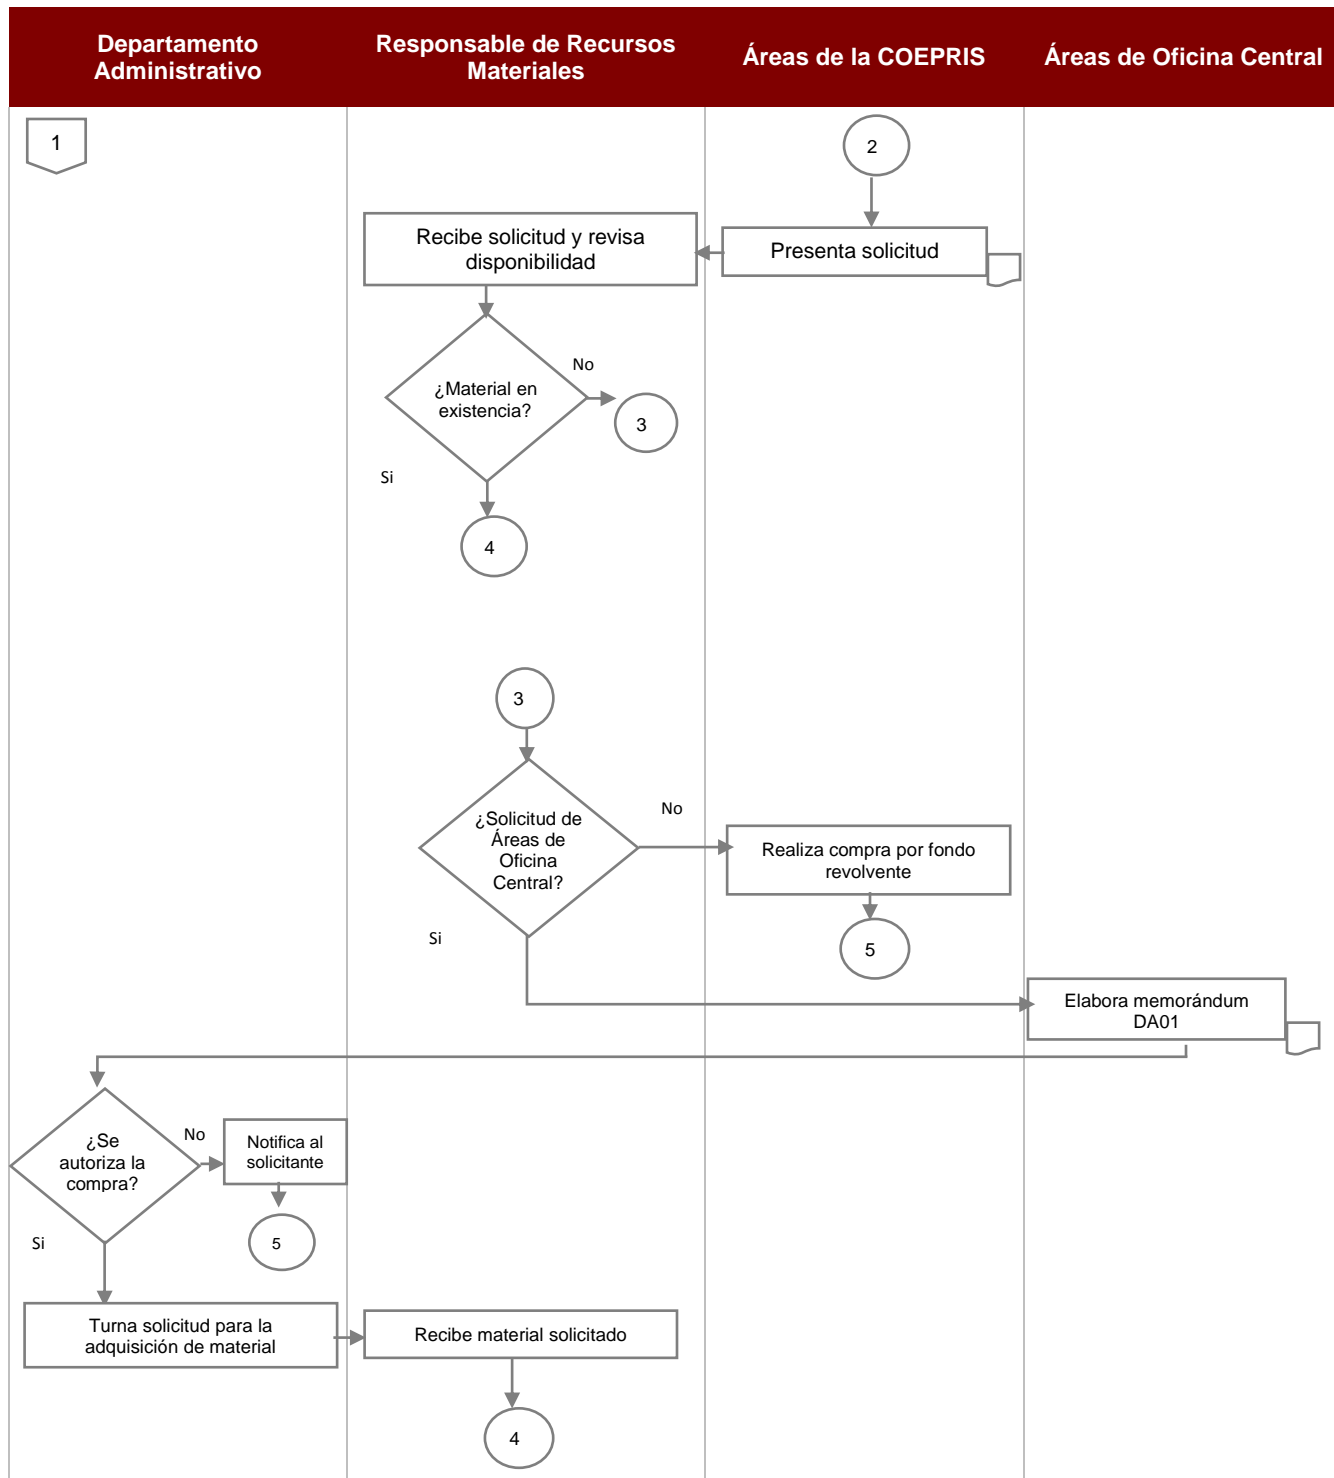 Departamento
Administrativo
Responsable de Recursos
Materiales
Áreas de la COEPRIS
Áreas de Oficina Central
1
2
Recibe solicitud y revisa
disponibilidad
Presenta solicitud
¿Material en
existencia?
No
3
Si
4
3
¿Solicitud de
Áreas de
Oficina
Central?
No
Realiza compra por fondo
revolvente
Si
5
Elabora memorándum
DA01
¿Se
autoriza la
compra?
No
Notifica al
solicitante
Si
5
Turna solicitud para la
adquisición de material
Recibe material solicitado
4